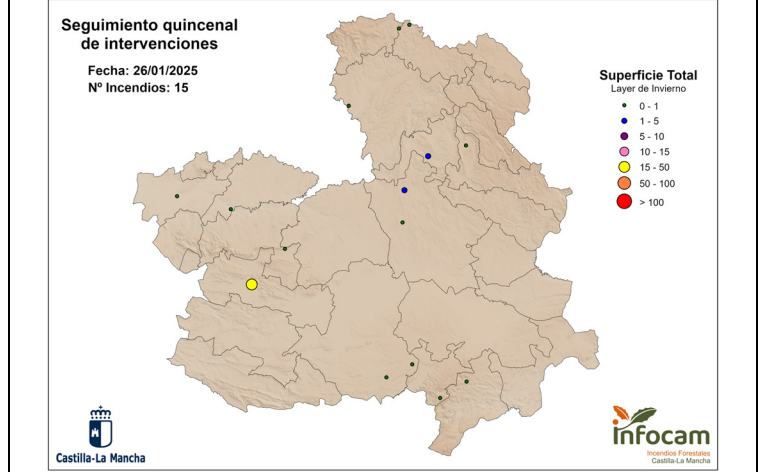 Seguimiento quincenal
de intervenciones
Fecha: 26/01/2025
Nº Incendios: 15
Superficie Total
Layer de Invierno
0 - 1
1 - 5
5 - 10
10 - 15
15 - 50
50 - 100
> 100
Castilla-La Mancha
infocam
Incendios Forestales
Castilla-La Mancha